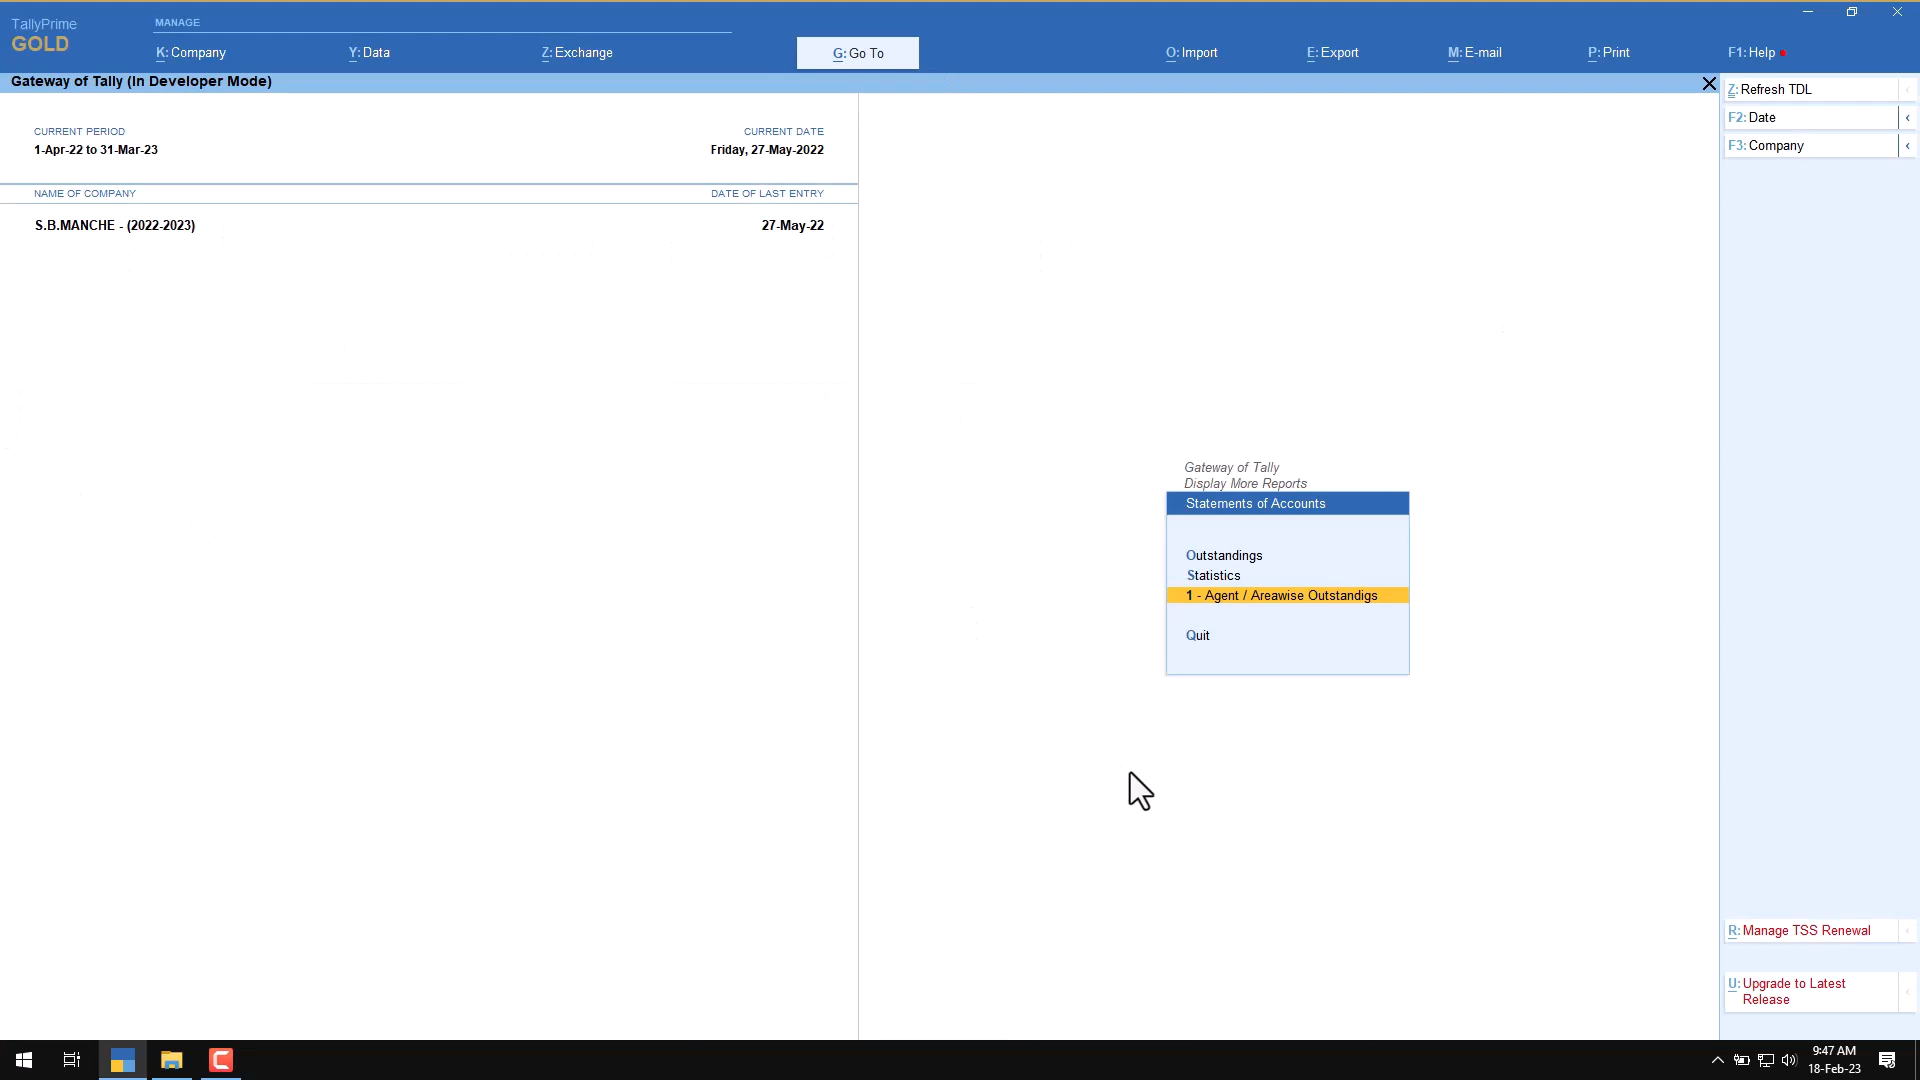 TallyPrime
GOLD
MANAGE
K: Company
Y: Data
Z: Exchange
G: Go To
O: Import
E: Export
M: E-mail
P: Print
F1: Help
Gateway of Tally (In Developer Mode)
CURRENT PERIOD
CURRENT DATE
1-Apr-22 to 31-Mar-23
Friday, 27-May-2022
NAME OF COMPANY
DATE OF LAST ENTRY
S.B.MANCHE - (2022-2023)
27-May-22
Gateway of Tally
Display More Reports
Statements of Accounts
Outstandings
Statistics
1 - Agent / Areawise Outstandigs
Quit
Z: Refresh TDL
F2: Date
F3: Company
R: Manage TSS Renewal
U: Upgrade to Latest
Release
9:47 AM
18-Feb-23